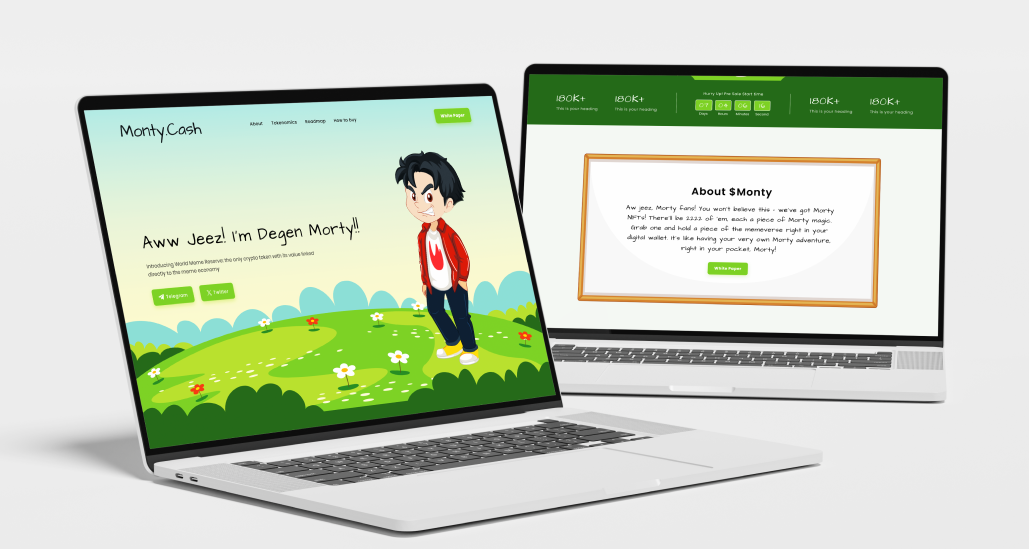 Monty.Cash
About Tokenomics Roadmap How to buy
White Paper
Aww Jeez! I'm Degen Morty!!
Introducing World Meme Reserve: the only crypto token with its value linked
directly to the meme economy
Telegram
Twitter
Hurry Up! Pre Sale Start time
180K+
This is your heading
180K+
This is your heading
07 04 06 16
Days Hours Minutes Second
180K+
This is your heading
180K+
This is your heading
About $Monty
Aw jeez, Morty fans! You won't believe this - we've got Morty
NFTs! There'll be 2222 of 'em, each a piece of Morty magic.
Grab one and hold a piece of the memeverse right in your
digital wallet. It's like having your very own Morty adventure,
right in your pocket, Morty!
White Paper